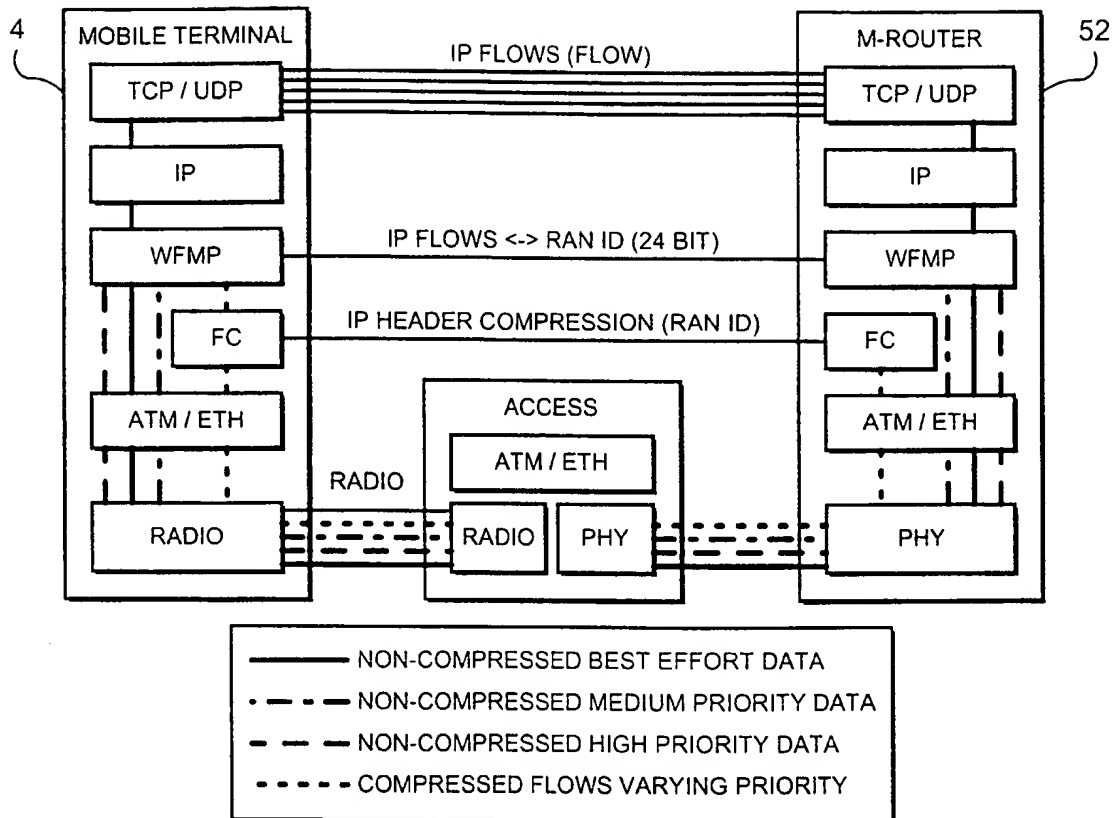 4
MOBILE TERMINAL
IP FLOWS (FLOW)
M-ROUTER
52
TCP / UDP
TCP / UDP
IP
IP
WFMP
IP FLOWS <-> RAN ID (24 BIT)
WFMP
FC
IP HEADER COMPRESSION (RAN ID)
FC
ATM / ETH
ACCESS
ATM / ETH
ATM / ETH
RADIO
RADIO
RADIO
PHY
PHY
NON-COMPRESSED BEST EFFORT DATA
NON-COMPRESSED MEDIUM PRIORITY DATA
NON-COMPRESSED HIGH PRIORITY DATA
COMPRESSED FLOWS VARYING PRIORITY